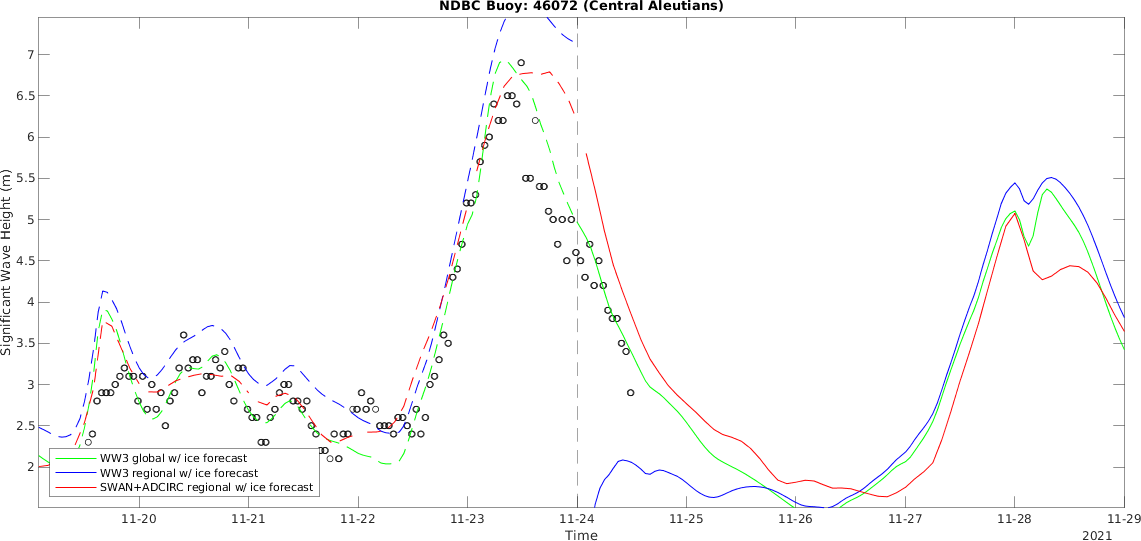 NDBC Buoy: 46072 (Central Aleutians)
7
6.5
6
5.5
5
4.5
4
3.5
3
2.5
2
Significant Wave Height (m)
WW3 global w/ ice forecast
WW3 regional w/ ice forecast
SWAN+ADCIRC regional w/ ice forecast
11-20 11-21 11-22 11-23 11-24 11-25 11-26 11-27 11-28 11-29
Time
2021